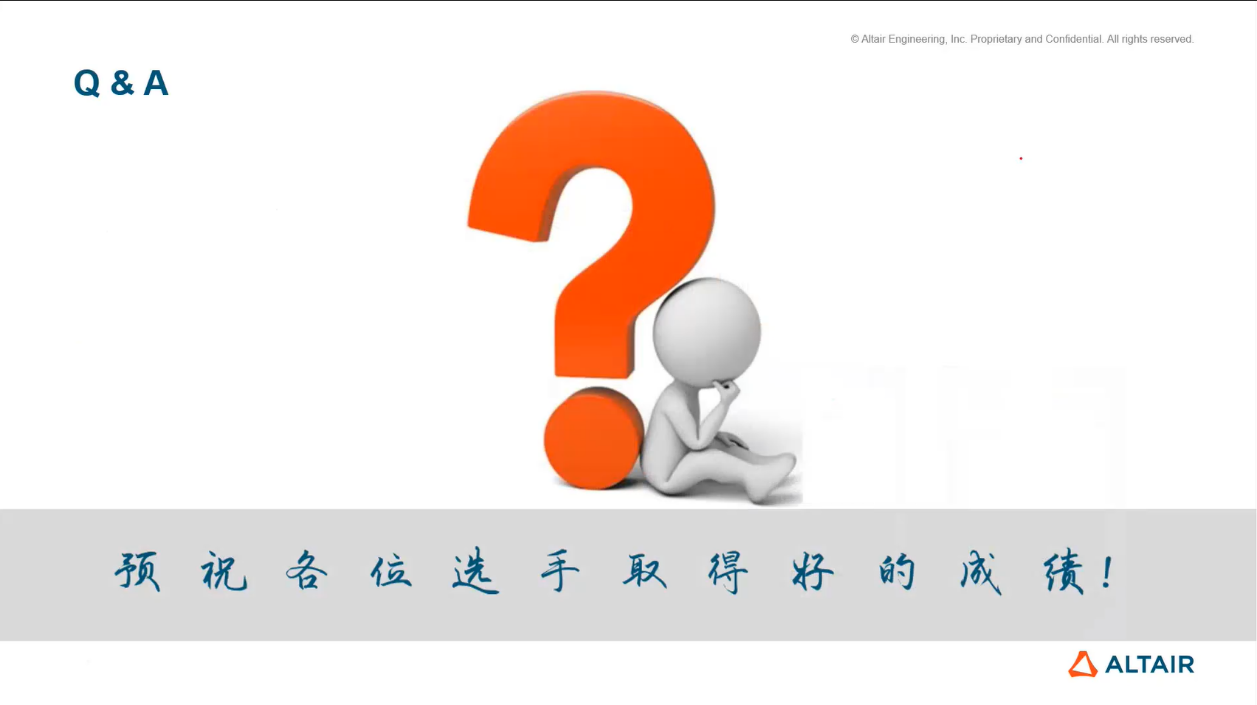 © Altair Engineering, Inc. Proprietary and Confidential. All rights reserved.
Q & A
预祝各位选手取得好的成绩!
ALTAIR